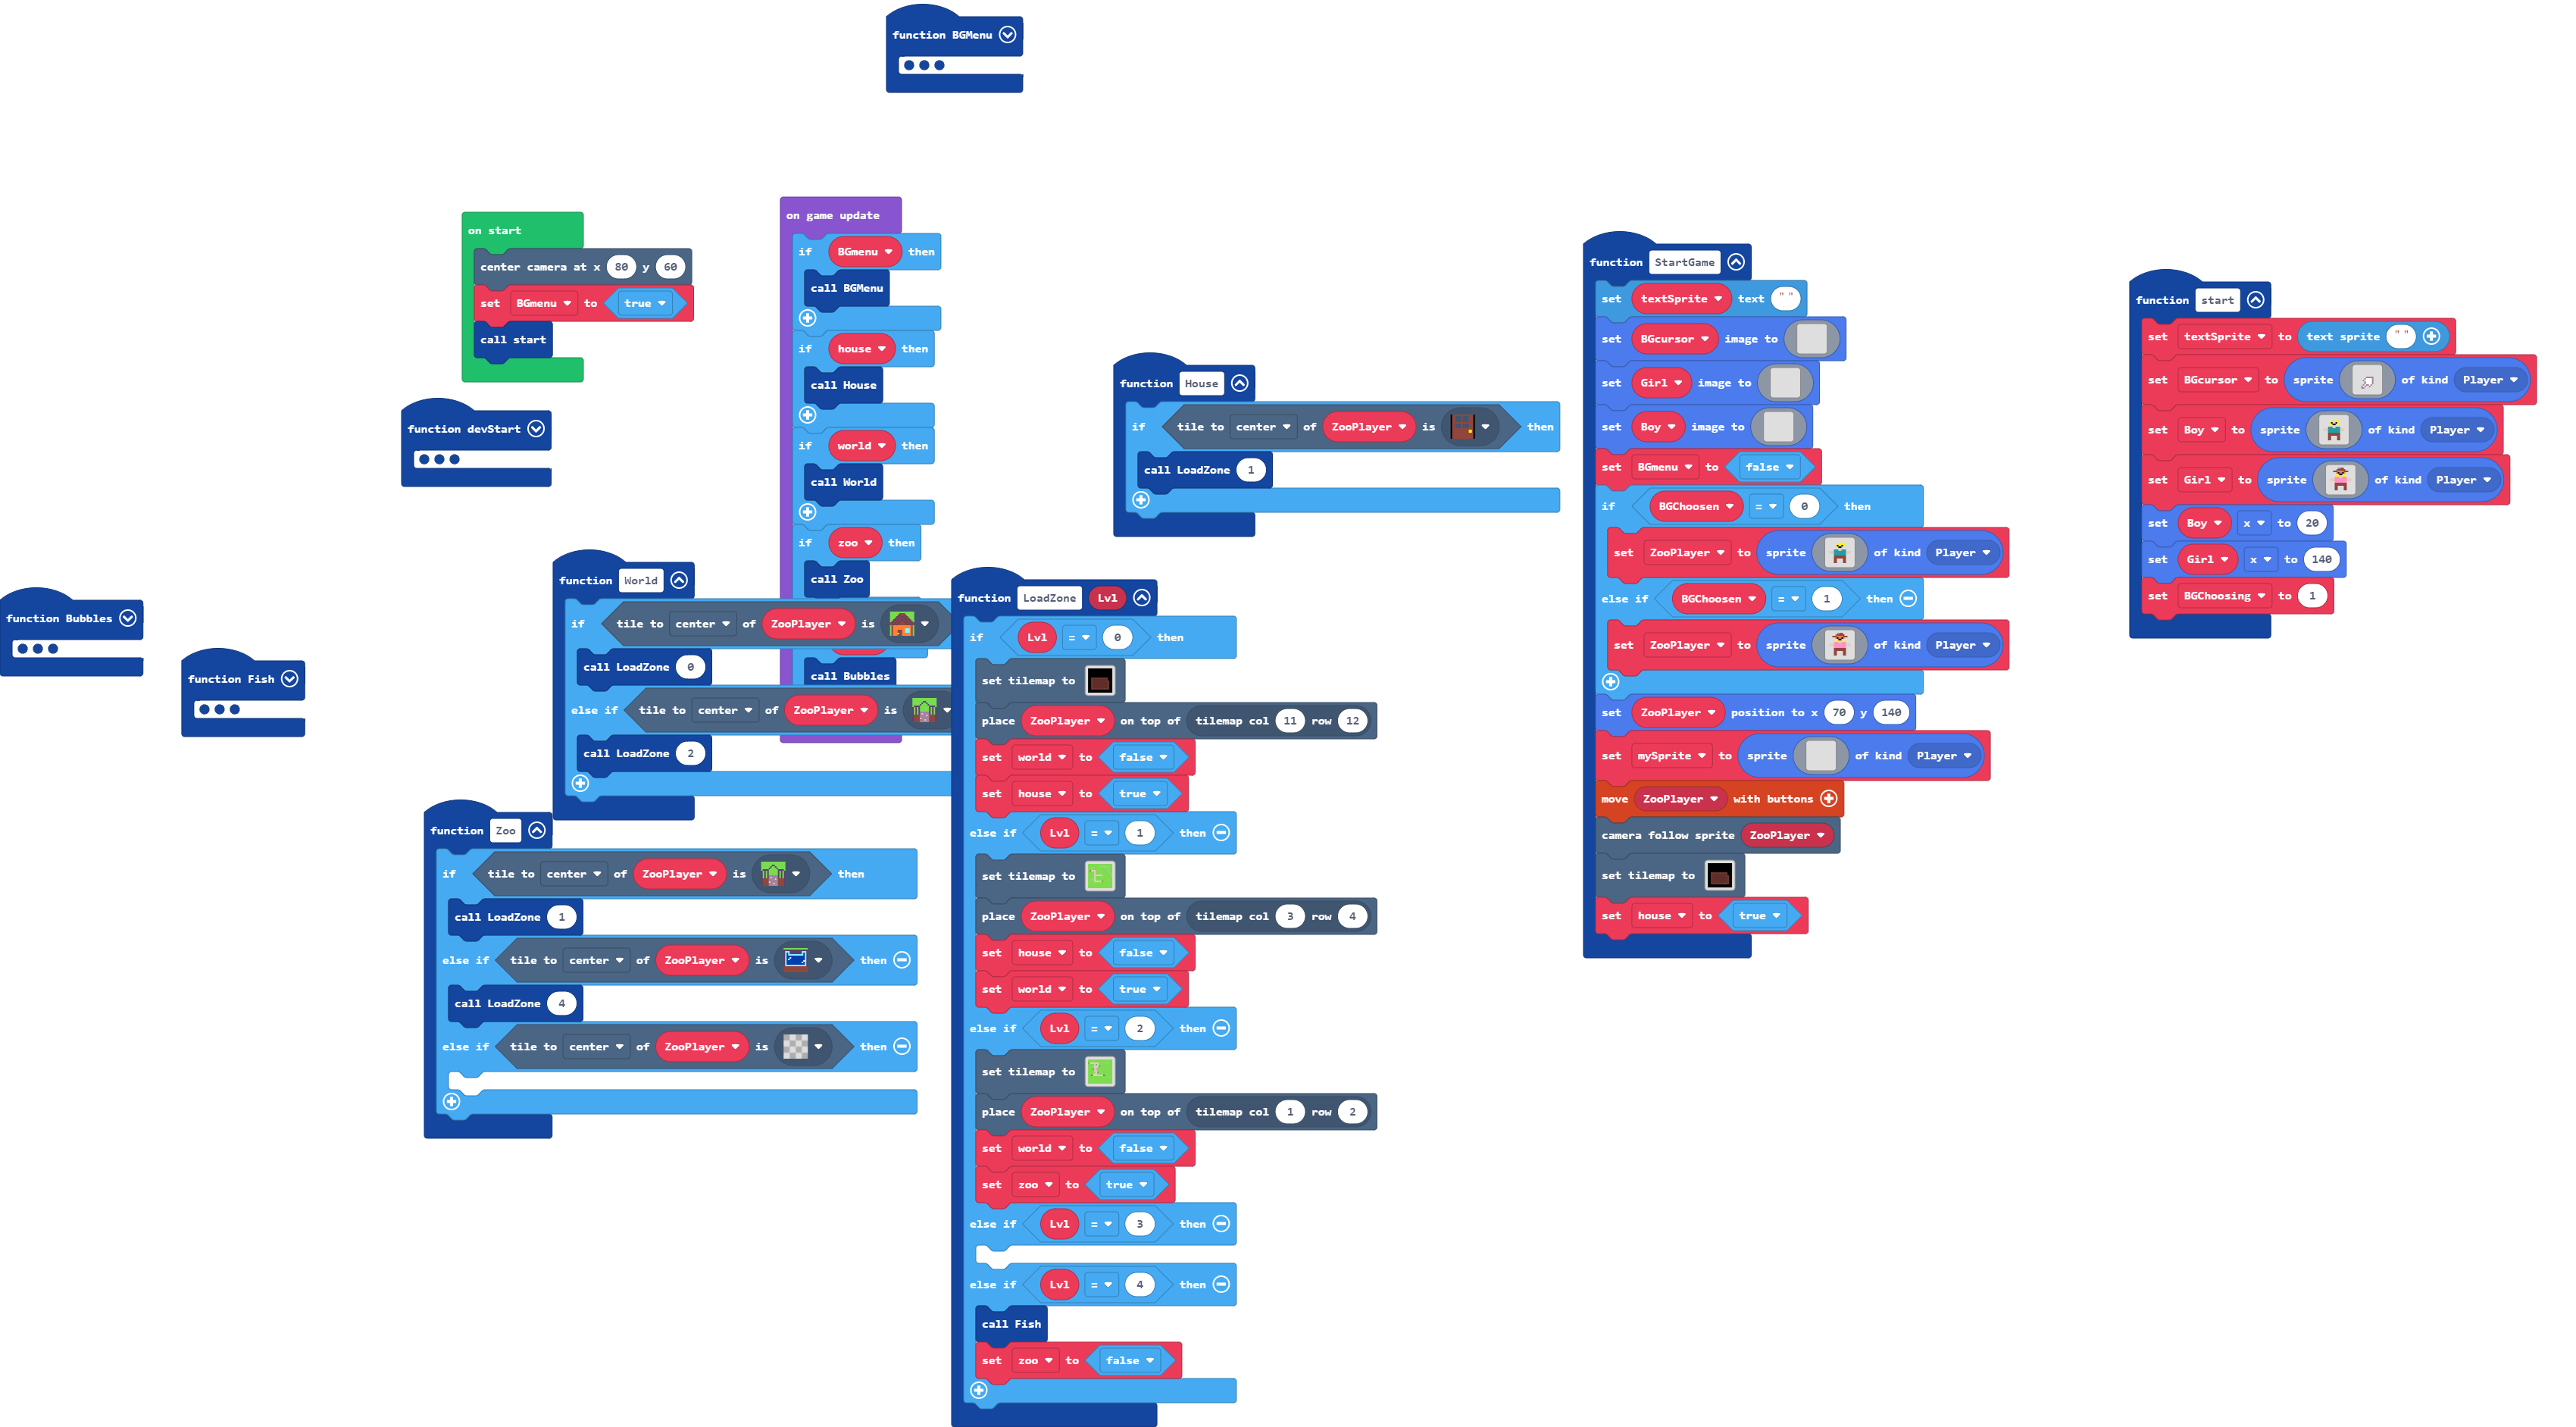 function BGMenu
on start
center camera at x 80 y 60
set BGmenu to true
call start
function devStart
function Bubbles
function Fish
on game update
if BGmenu then
call BGMenu
if house then
call House
if world then
call World
if zoo then
call Zoo
call Bubbles
function World
if tile to center of ZooPlayer is
call LoadZone 0
else if tile to center of ZooPlayer is
call LoadZone 2
function Zoo
if tile to center of ZooPlayer is then
call LoadZone 1
else if tile to center of ZooPlayer is then
call LoadZone 4
else if tile to center of ZooPlayer is then
function House
if tile to center of ZooPlayer is then
call LoadZone 1
function LoadZone Lvl
if Lvl = 0 then
set tilemap to
place ZooPlayer on top of tilemap col 11 row 12
set world to false
set house to true
else if Lvl = 1 then
set tilemap to
place ZooPlayer on top of tilemap col 3 row 4
set house to false
set world to true
else if Lvl = 2 then
set tilemap to
place ZooPlayer on top of tilemap col 1 row 2
set world to false
set zoo to true
else if Lvl = 3 then
else if Lvl = 4 then
call Fish
set zoo to false
function StartGame
set textSprite text " "
set BGcursor image to
set Girl image to
set Boy image to
set BGmenu to false
if BGChoosen = 0 then
set ZooPlayer to sprite of kind Player
else if BGChoosen = 1 then
set ZooPlayer to sprite of kind Player
set ZooPlayer position to x 70 y 140
set mySprite to sprite of kind Player
move ZooPlayer with buttons
camera follow sprite ZooPlayer
set tilemap to
set house to true
function start
set textSprite to text sprite " "
set BGcursor to sprite of kind Player
set Boy to sprite of kind Player
set Girl to sprite of kind Player
set Boy x to 20
set Girl x to 140
set BGChoosing to 1